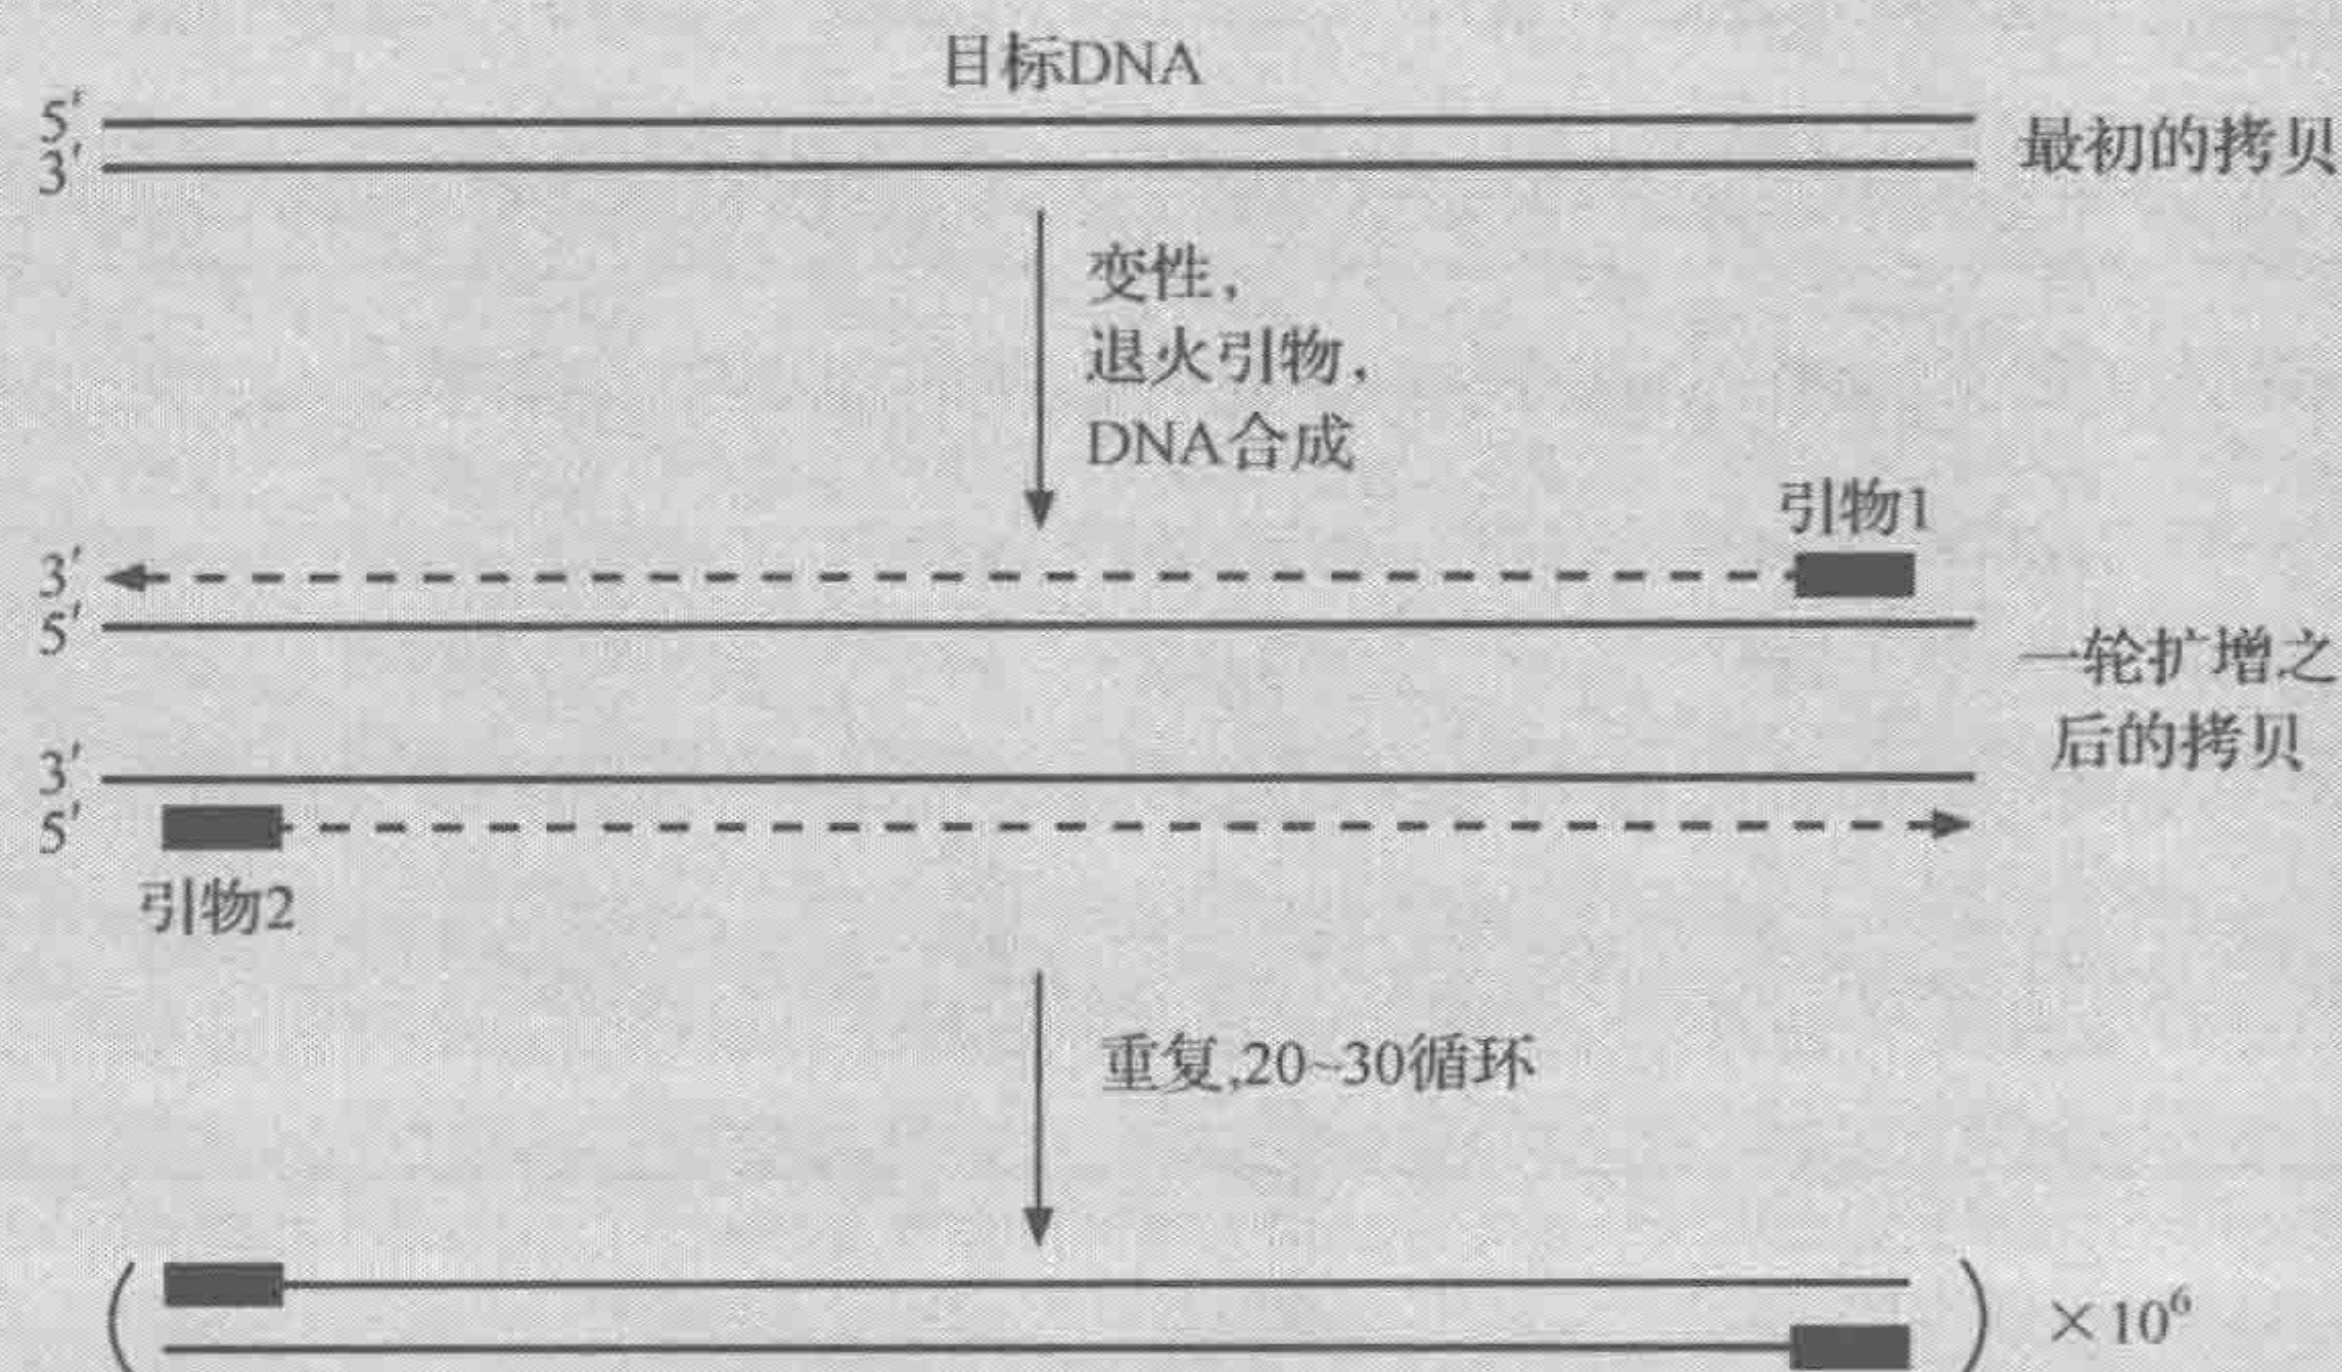 目标DNA
5′
3′
最初的拷贝
变性,
退火引物,
DNA合成
引物1
3′
5′
一轮扩增之
后的拷贝
3′
5′
引物2
重复,20~30循环
( ) ×10⁶